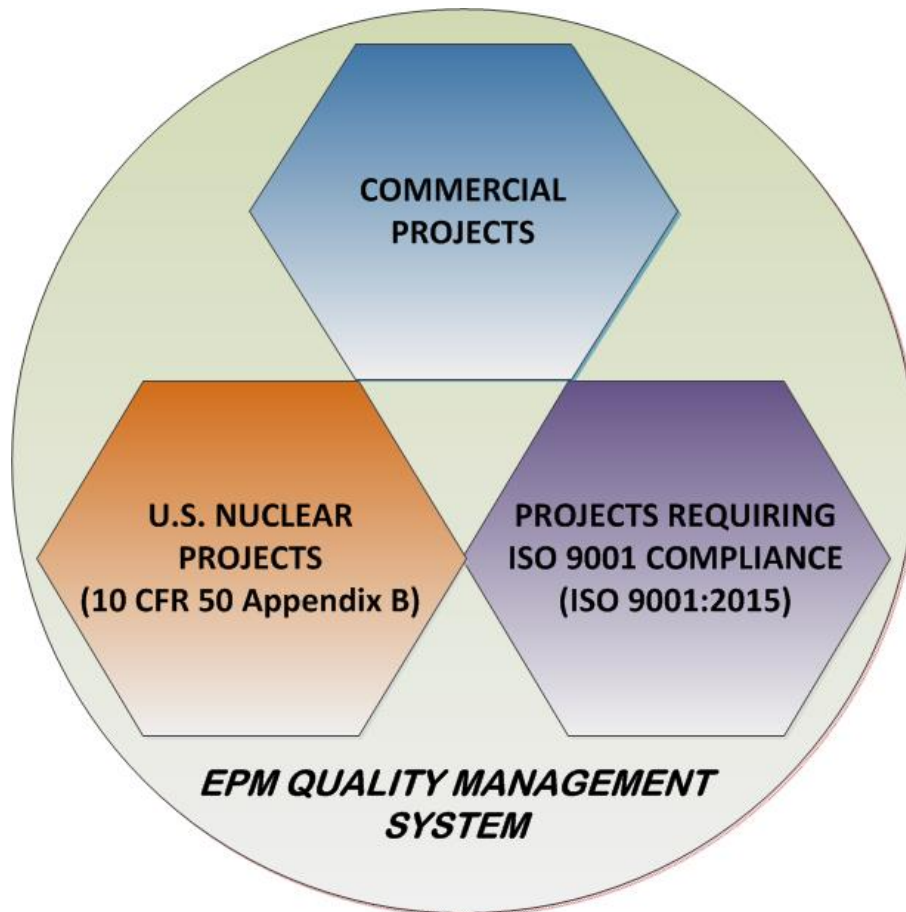 COMMERCIAL
PROJECTS
U.S. NUCLEAR
PROJECTS
(10 CFR 50 Appendix B)
PROJECTS REQUIRING
ISO 9001 COMPLIANCE
(ISO 9001:2015)
EPM QUALITY MANAGEMENT
SYSTEM